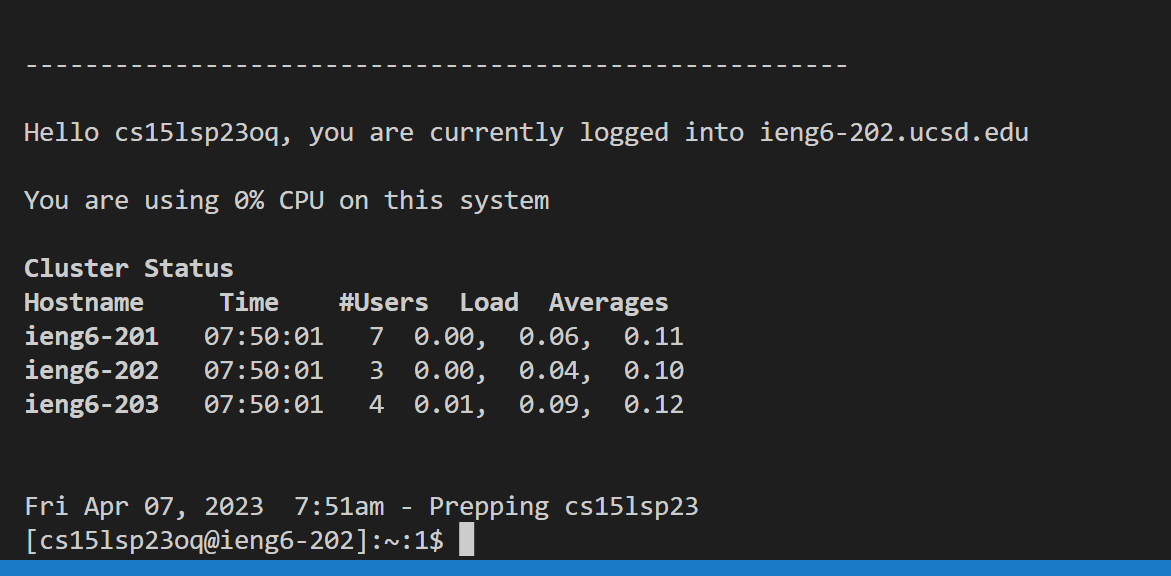 -------------------------------------------------------
Hello cs15lsp23oq, you are currently logged into ieng6-202.ucsd.edu
You are using 0% CPU on this system
Cluster Status
Hostname     Time    #Users  Load  Averages
ieng6-201   07:50:01   7  0.00,  0.06,  0.11
ieng6-202   07:50:01   3  0.00,  0.04,  0.10
ieng6-203   07:50:01   4  0.01,  0.09,  0.12
Fri Apr 07, 2023  7:51am - Prepping cs15lsp23
[cs15lsp23oq@ieng6-202]:~:1$